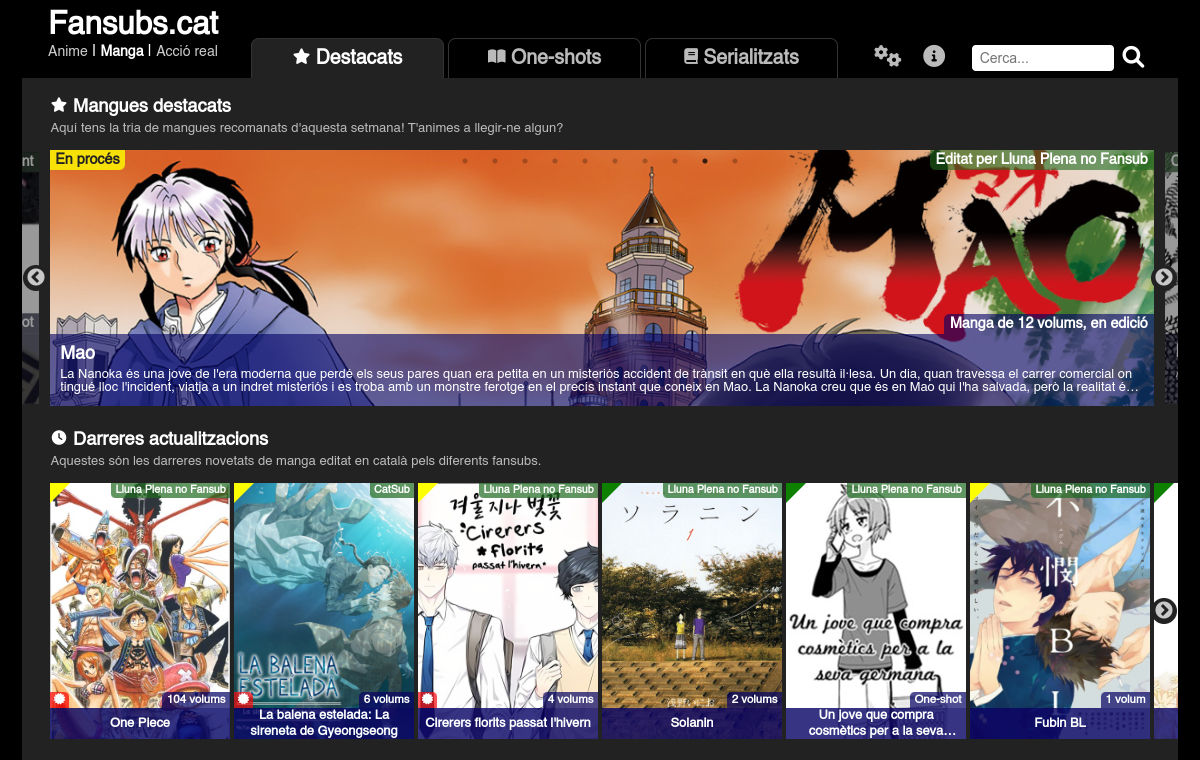 Fansubs.cat
Anime | Manga | Acció real
Destacats
One-shots
Serialitzats
Cerca...
Mangues destacats
Aquí tens la tria de mangues recomanats d'aquesta setmana! T'animes a llegir-ne algun?
En procés
Editat per Lluna Plena no Fansub
MAO
Manga de 12 volums, en edició
Mao
La Nanoka és una jove de l'era moderna que perdé els seus pares quan era petita en un misteriós accident de trànsit en què ella resultà il·lesa. Un dia, quan travessa el carrer comercial on
tingué lloc l'incident, viatja a un indret misteriós i es troba amb un monstre ferotge en el precís instant que coneix en Mao. La Nanoka creu que és en Mao qui l'ha salvada, però la realitat é…
Darreres actualitzacions
Aquestes són les darreres novetats de manga editat en català pels diferents fansubs.
Lluna Plena no Fansub
104 volums
One Piece
CatSub
LA BALENA
ESTELADA
6 volums
La balena estelada: La
sireneta de Gyeongseong
Lluna Plena no Fansub
겨울 지나 벚꽃
"Cirerers
florits
passat l'hivern"
4 volums
Cirerers florits passat l'hivern
Lluna Plena no Fansub
ソラニン
2 volums
Solanin
Lluna Plena no Fansub
Un jove que compra
cosmètics per a la
seva germana
One-shot
Un jove que compra
cosmètics per a la seva…
Lluna Plena no Fansub
不
憫
B
L
1 volum
Fubin BL